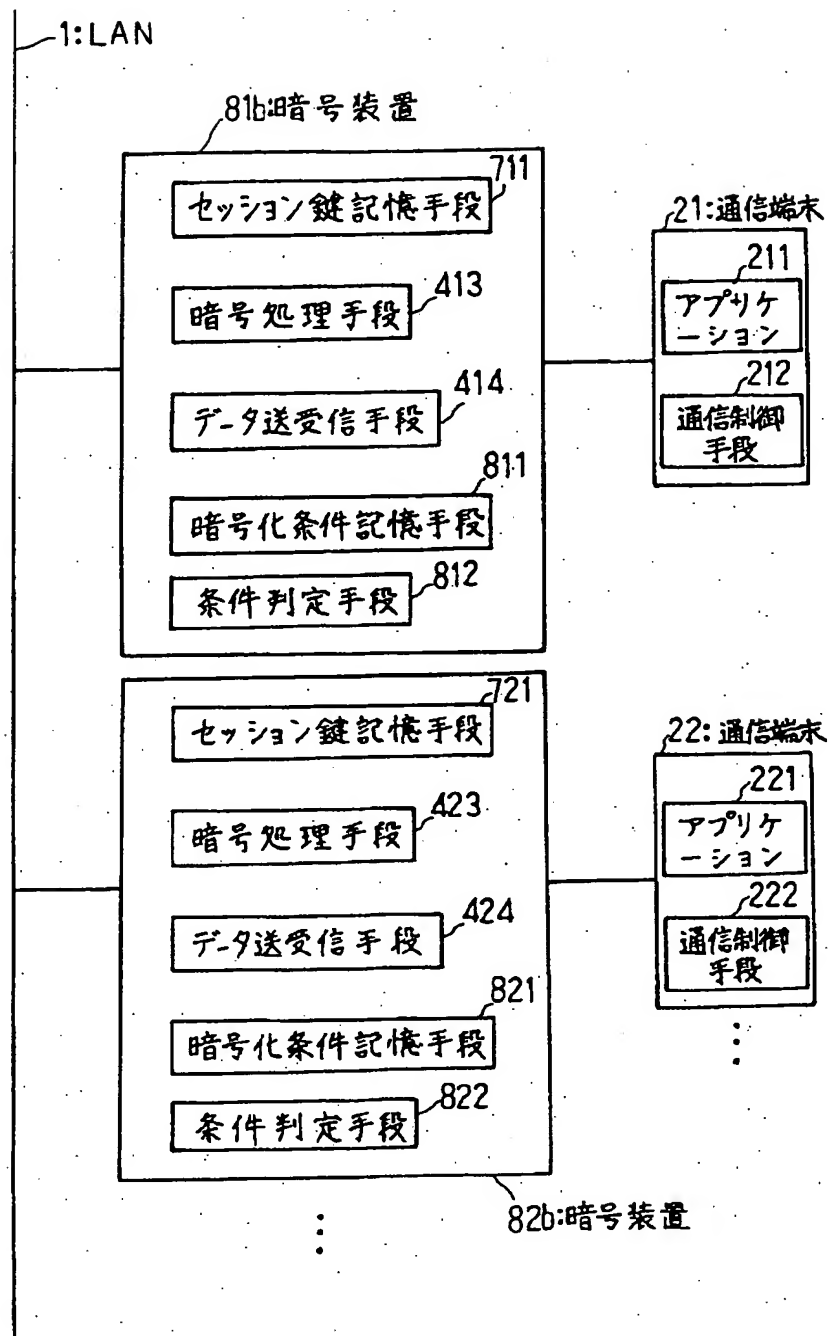 1:LAN
81b:暗号装置
711
セッション鍵記憶手段
413
暗号処理手段
414
データ送受信手段
811
暗号化条件記憶手段
812
条件判定手段
21:通信端末
211
アプリケ
ーション
212
通信制御
手段
721
セッション鍵記憶手段
423
暗号処理手段
424
データ送受信手段
821
暗号化条件記憶手段
822
条件判定手段
82b:暗号装置
22:通信端末
221
アプリケ
ーション
222
通信制御
手段